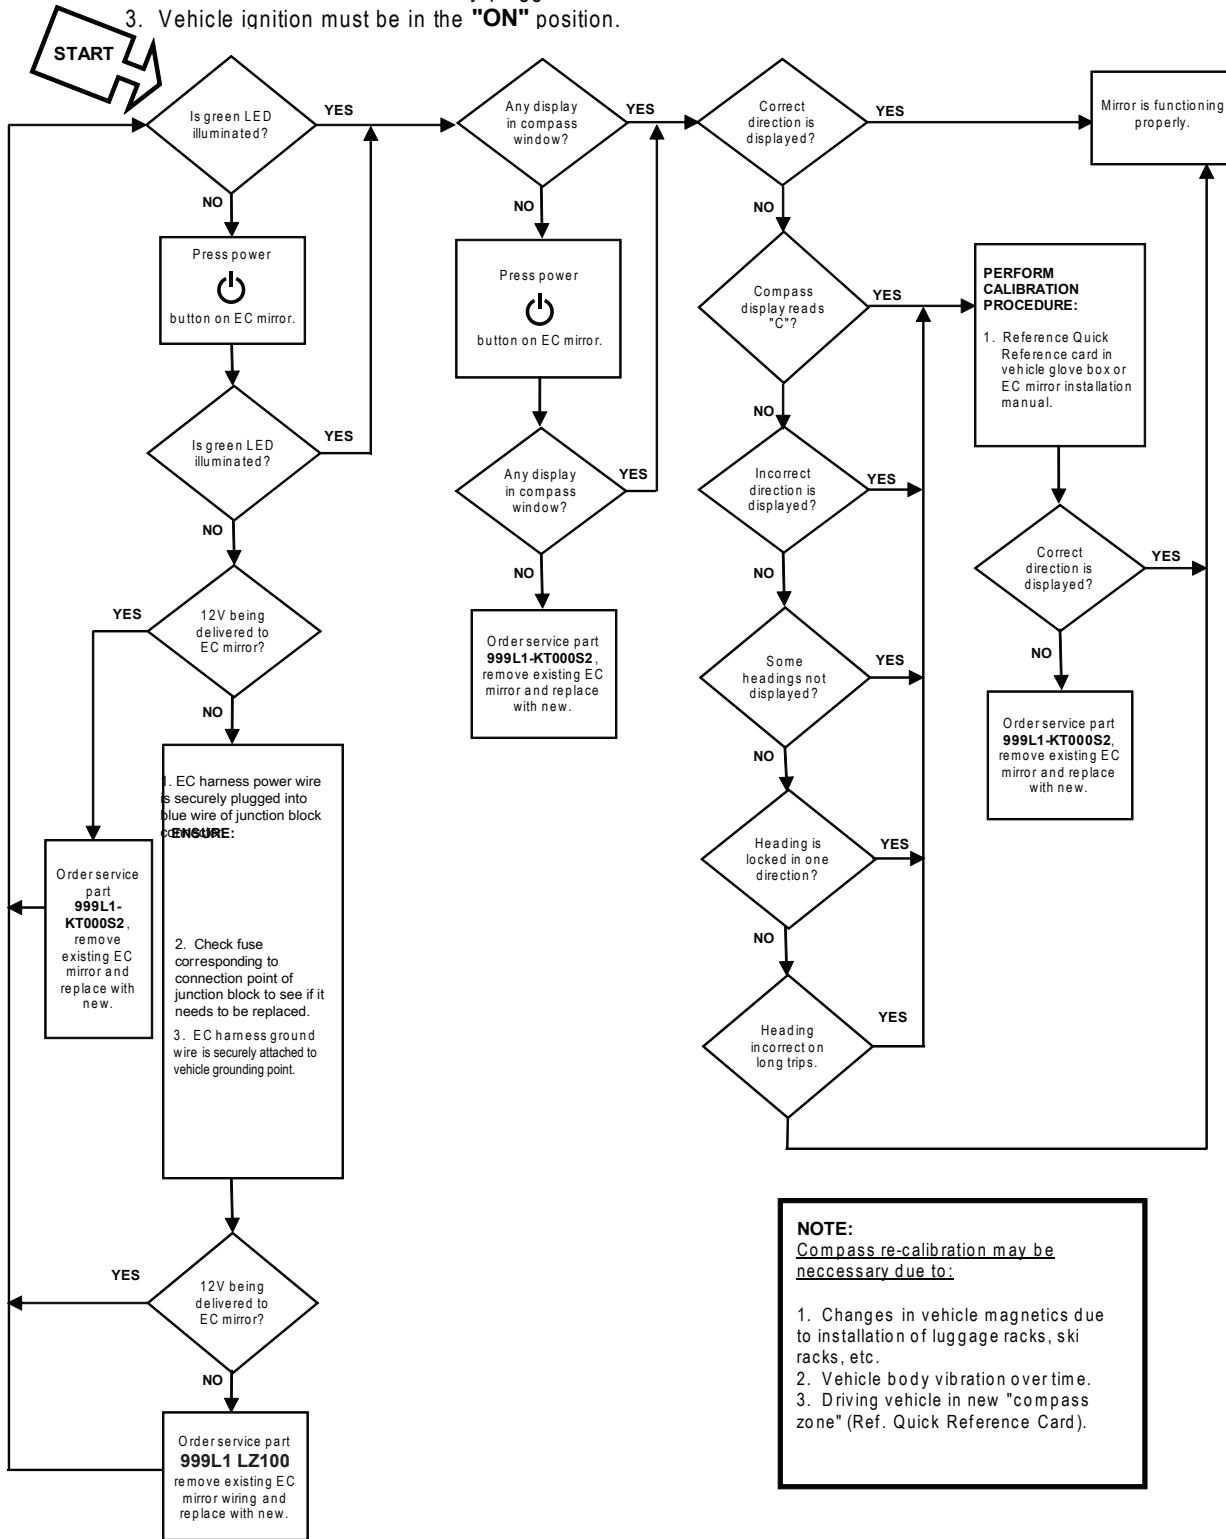 3. Vehicle ignition must be in the "ON" position.
START
Is green LED
illuminated?
YES
NO
Press power
button on EC mirror.
Is green LED
illuminated?
YES
NO
12V being
delivered to
EC mirror?
YES
NO
Order service
part
999L1-
KT000S2,
remove
existing EC
mirror and
replace with
new.
1. EC harness power wire
is securely plugged into
blue wire of junction block
ENSURE:
2. Check fuse
corresponding to
connection point of
junction block to see if it
needs to be replaced.
3. EC harness ground
wire is securely attached to
vehicle grounding point.
12V being
delivered to
EC mirror?
YES
NO
Order service part
999L1 LZ100
remove existing EC
mirror wiring and
replace with new.
Any display
in compass
window?
YES
NO
Press power
button on EC mirror.
Any display
in compass
window?
YES
NO
Order service part
999L1-KT000S2,
remove existing EC
mirror and replace
with new.
Correct
direction is
displayed?
YES
NO
Mirror is functioning
properly.
Compass
display reads
"C"?
YES
NO
Incorrect
direction is
displayed?
YES
NO
Some
headings not
displayed?
YES
NO
Heading is
locked in one
direction?
YES
NO
Heading
incorrect on
long trips.
YES
PERFORM
CALIBRATION
PROCEDURE:
1. Reference Quick
Reference card in
vehicle glove box or
EC mirror installation
manual.
Correct
direction is
displayed?
YES
NO
Order service part
999L1-KT000S2,
remove existing EC
mirror and replace
with new.
NOTE:
Compass re-calibration may be
neccessary due to:
1. Changes in vehicle magnetics due
to installation of luggage racks, ski
racks, etc.
2. Vehicle body vibration over time.
3. Driving vehicle in new "compass
zone" (Ref. Quick Reference Card).